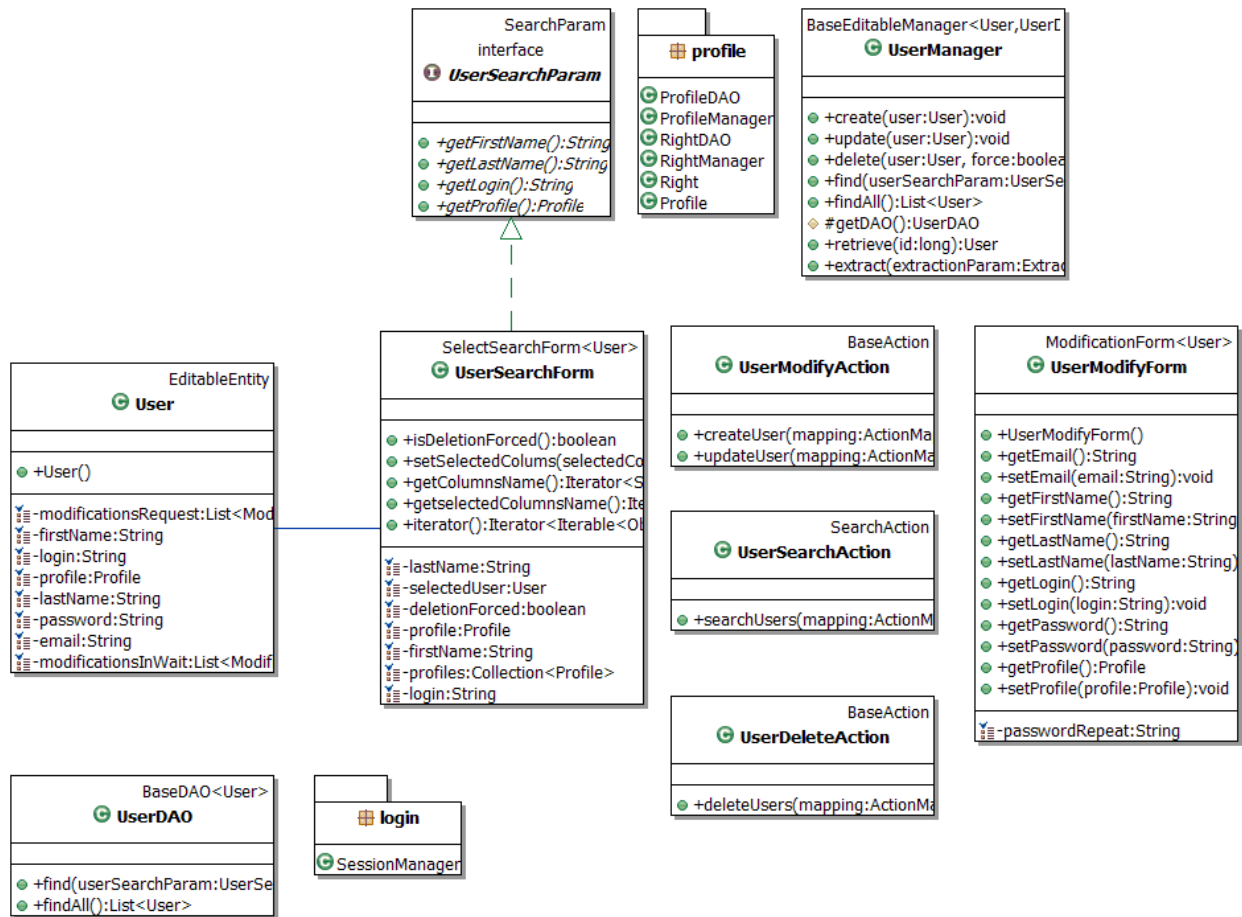 SearchParam
interface
UserSearchParam
+getFirstName():String
+getLastName():String
+getLogin():String
+getProfile():Profile
profile
ProfileDAO
ProfileManager
RightDAO
RightManager
Right
Profile
BaseEditableManager<User,UserD
UserManager
+create(user:User):void
+update(user:User):void
+delete(user:User, force:boolea
+find(userSearchParam:UserSe
+findAll():List<User>
#getDAO():UserDAO
+retrieve(id:long):User
+extract(extractionParam:Extrac
EditableEntity
User
+User()
-modificationsRequest:List<Mod
-firstName:String
-login:String
-profile:Profile
-lastName:String
-password:String
-email:String
-modificationsInWait:List<Modif
SelectSearchForm<User>
UserSearchForm
+isDeletionForced():boolean
+setSelectedColums(selectedCo
+getColumnsName():Iterator<S
+getselectedColumnsName():Ite
+iterator():Iterator<Iterable<Ob
-lastName:String
-selectedUser:User
-deletionForced:boolean
-profile:Profile
-firstName:String
-profiles:Collection<Profile>
-login:String
BaseAction
UserModifyAction
+createUser(mapping:ActionMa
+updateUser(mapping:ActionMa
SearchAction
UserSearchAction
+searchUsers(mapping:ActionM
BaseAction
UserDeleteAction
+deleteUsers(mapping:ActionMa
ModificationForm<User>
UserModifyForm
+UserModifyForm()
+getEmail():String
+setEmail(email:String):void
+getFirstName():String
+setFirstName(firstName:String
+getLastName():String
+setLastName(lastName:String)
+getLogin():String
+setLogin(login:String):void
+getPassword():String
+setPassword(password:String)
+getProfile():Profile
+setProfile(profile:Profile):void
-passwordRepeat:String
BaseDAO<User>
UserDAO
+find(userSearchParam:UserSe
+findAll():List<User>
login
SessionManager